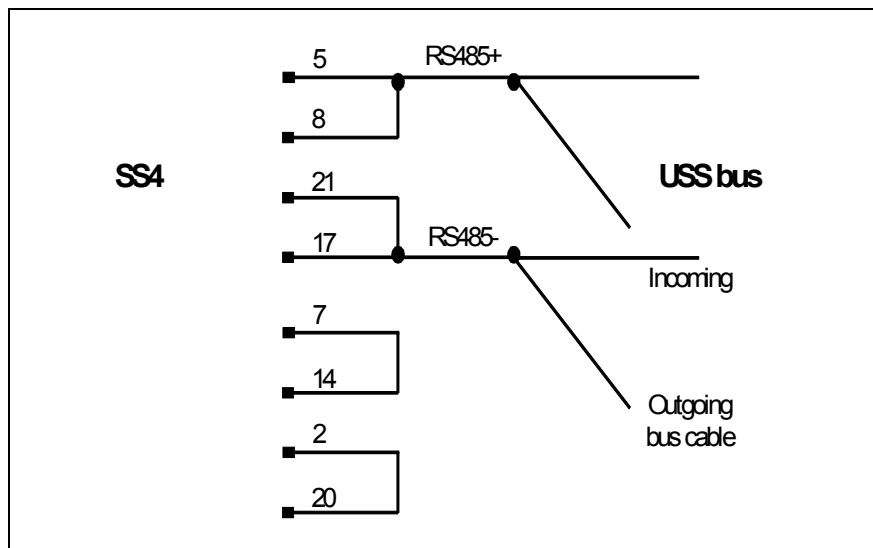 5
RS485+
8
SS4
21
USS bus
17
RS485-
Incoming
7
14
Outgoing
bus cable
2
20